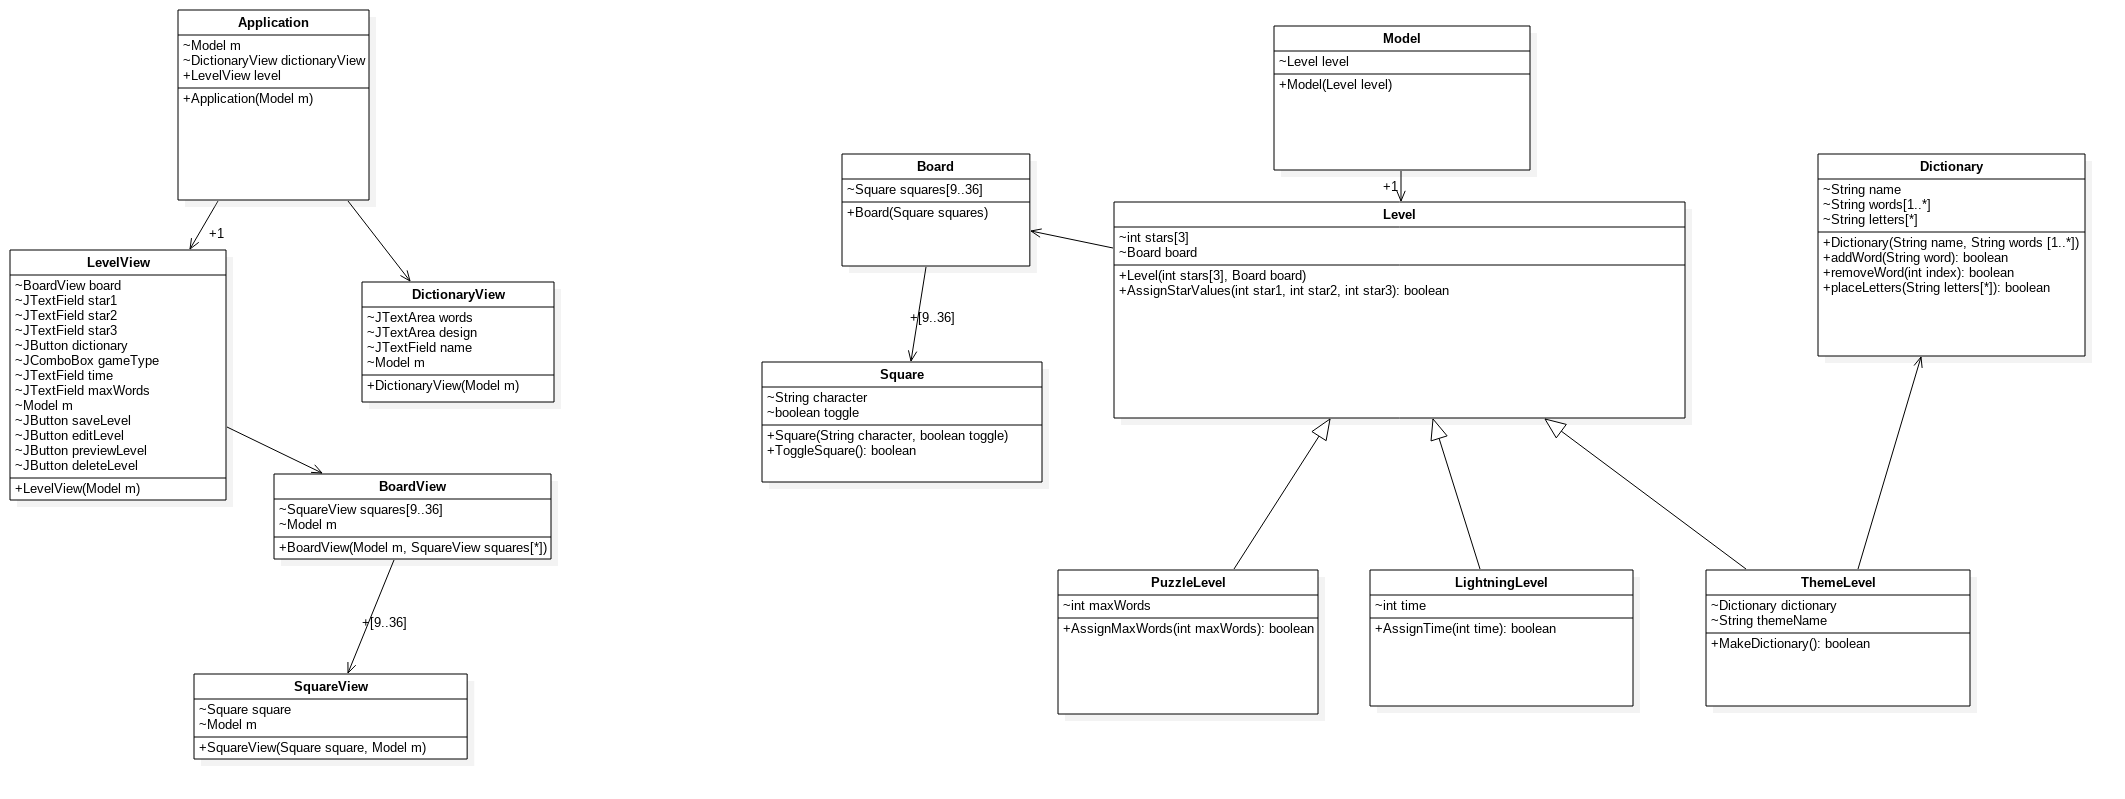 Application
~Model m
~DictionaryView dictionaryView
+LevelView level
+Application(Model m)
+1
LevelView
~BoardView board
~JTextField star1
~JTextField star2
~JTextField star3
~JButton dictionary
~JComboBox gameType
~JTextField time
~JTextField maxWords
~Model m
~JButton saveLevel
~JButton editLevel
~JButton previewLevel
~JButton deleteLevel
+LevelView(Model m)
DictionaryView
~JTextArea words
~JTextArea design
~JTextField name
~Model m
+DictionaryView(Model m)
BoardView
~SquareView squares[9..36]
~Model m
+BoardView(Model m, SquareView squares[*])
+[9..36]
SquareView
~Square square
~Model m
+SquareView(Square square, Model m)
Model
~Level level
+Model(Level level)
+1
Board
~Square squares[9..36]
+Board(Square squares)
+[9..36]
Square
~String character
~boolean toggle
+Square(String character, boolean toggle)
+ToggleSquare(): boolean
Level
~int stars[3]
~Board board
+Level(int stars[3], Board board)
+AssignStarValues(int star1, int star2, int star3): boolean
Dictionary
~String name
~String words[1..*]
~String letters[*]
+Dictionary(String name, String words [1..*])
+addWord(String word): boolean
+removeWord(int index): boolean
+placeLetters(String letters[*]): boolean
PuzzleLevel
~int maxWords
+AssignMaxWords(int maxWords): boolean
LightningLevel
~int time
+AssignTime(int time): boolean
ThemeLevel
~Dictionary dictionary
~String themeName
+MakeDictionary(): boolean